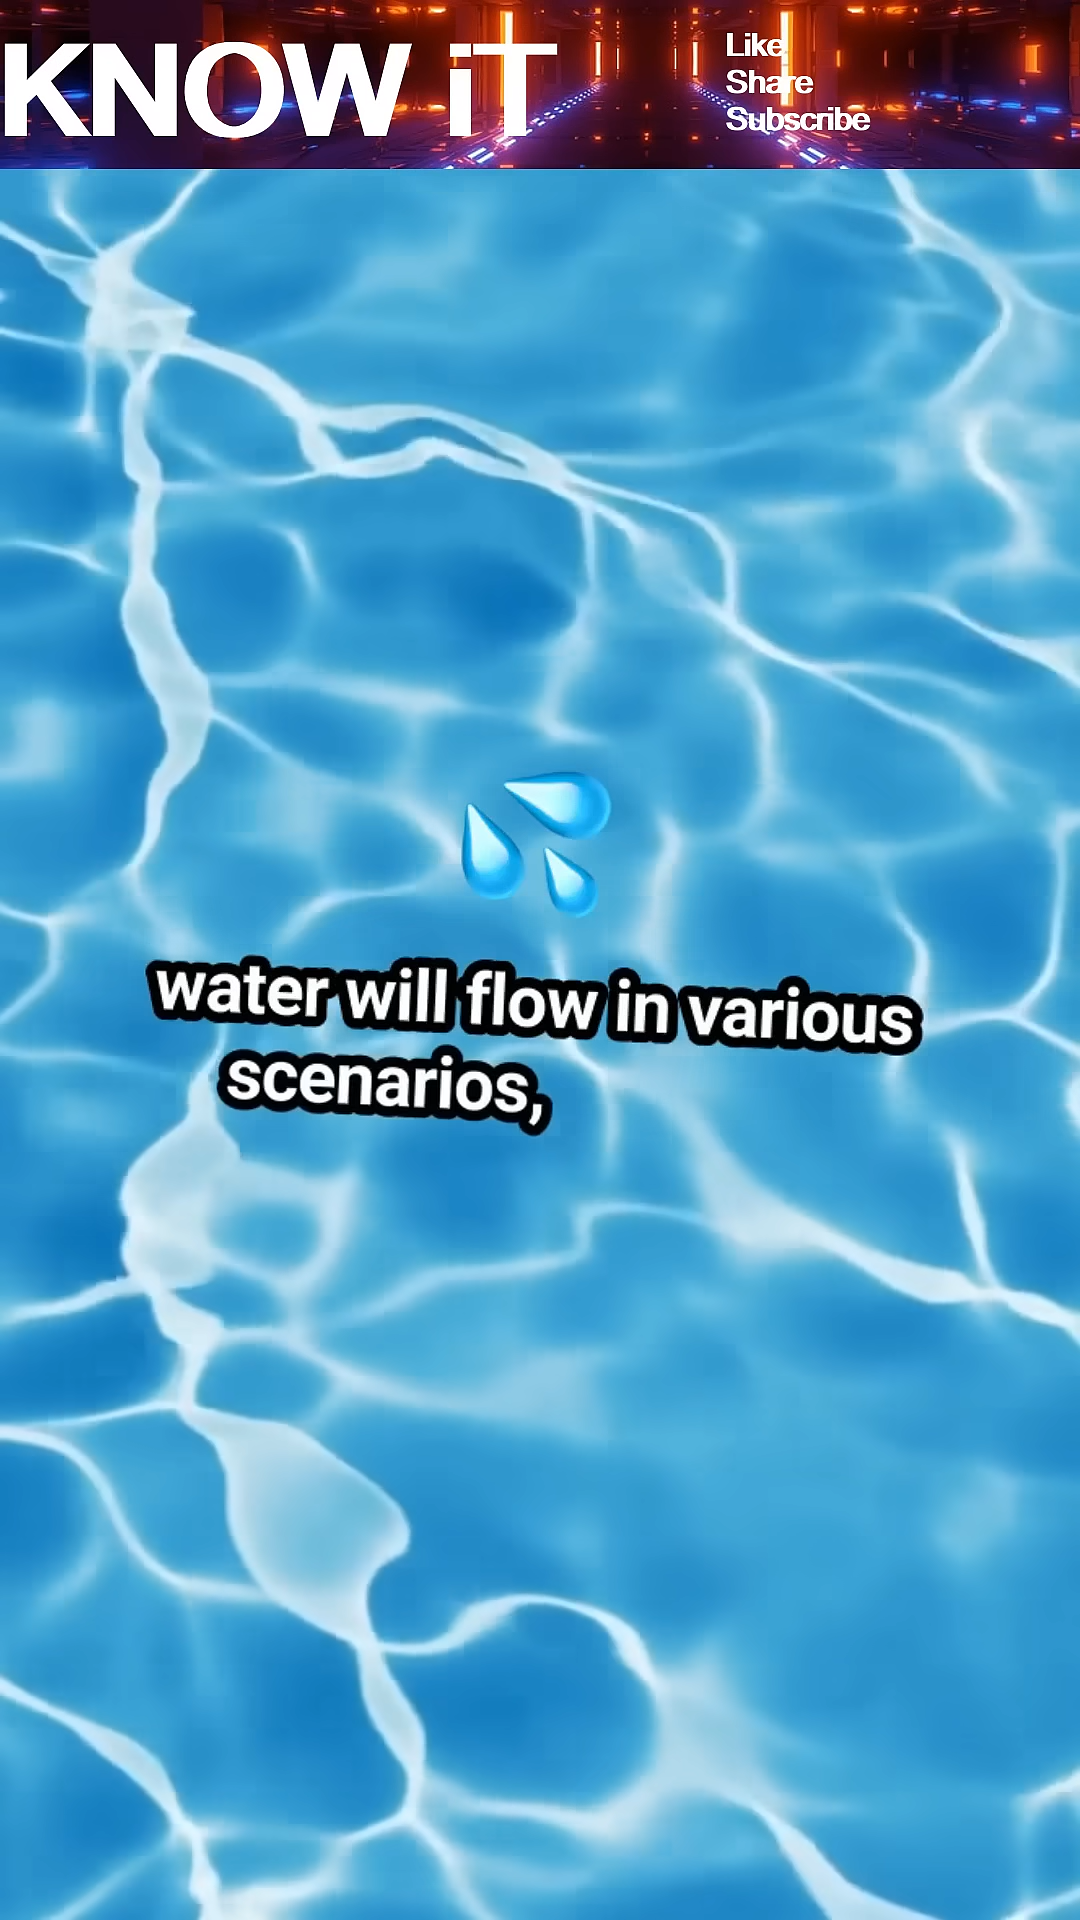 KNOW iT
Like
Share
Subscribe
water will flow in various
scenarios,